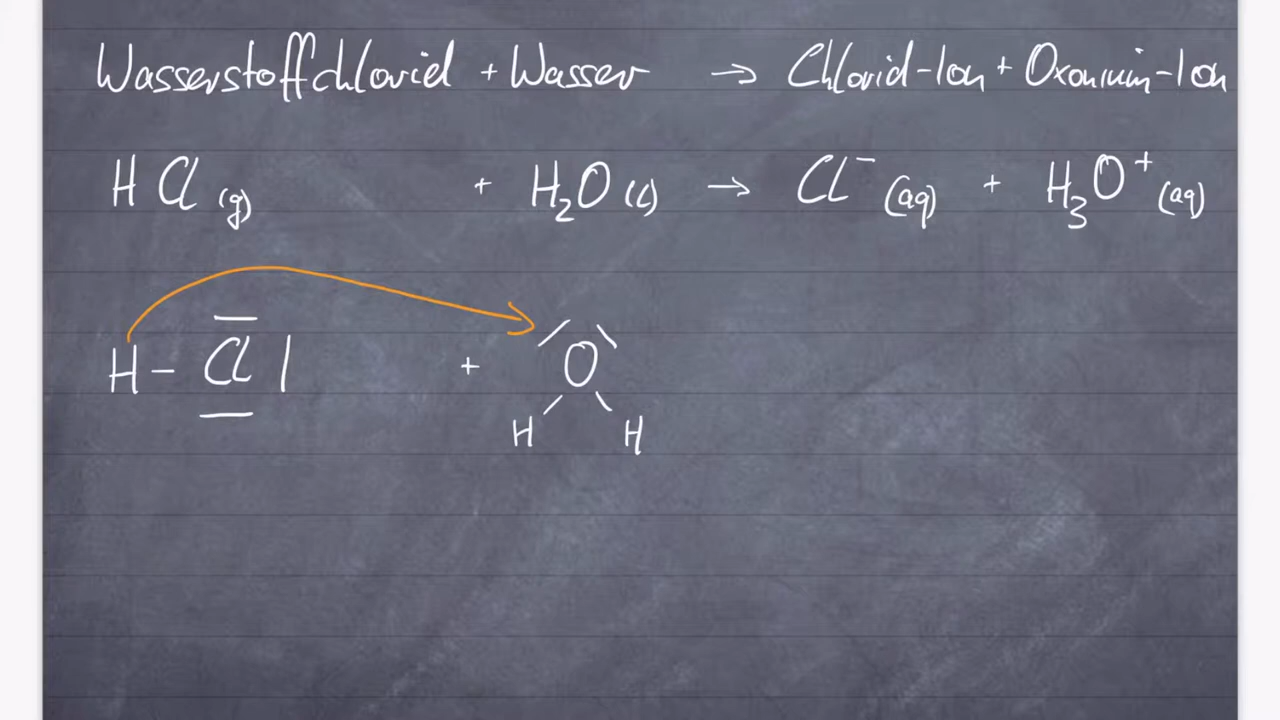 Wasserstoffchlorid + Wasser → Chlorid-Ion + Oxonium-Ion
HCl (g) + H₂O (l) → Cl⁻ (aq) + H₃O⁺ (aq)
H – Cl | + O
H H